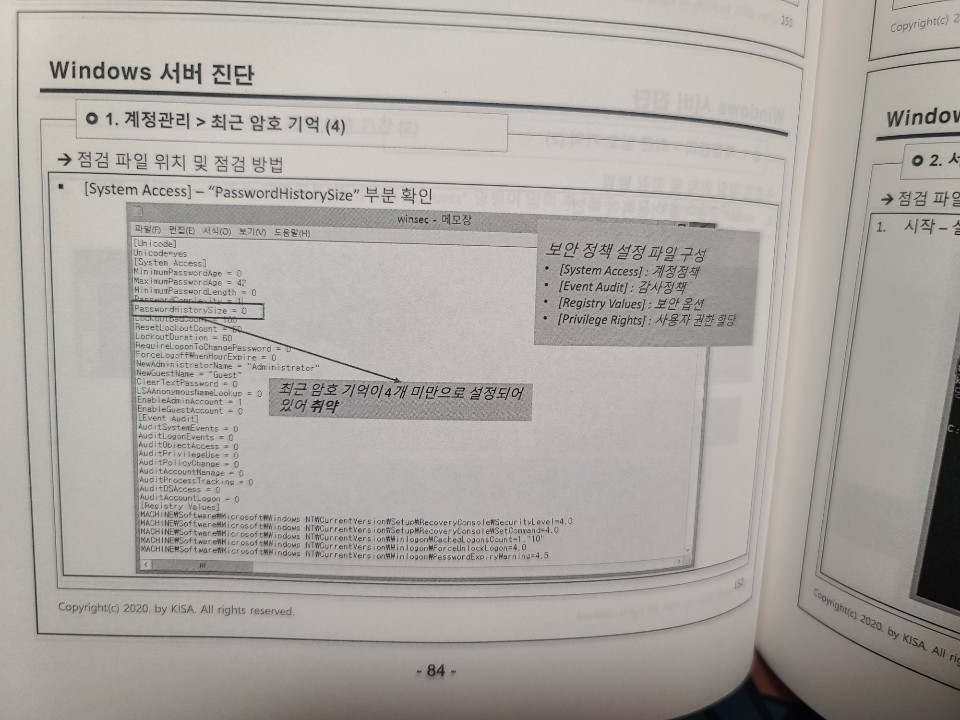 151
Windows 서버 진단
1. 계정관리 > 최근 암호 기억 (4)
→ 점검 파일 위치 및 점검 방법
▪ [System Access] – “PasswordHistorySize” 부분 확인
winsec - 메모장
파일(F) 편집(E) 서식(O) 보기(V) 도움말(H)
[Unicode]
Unicode=yes
[System Access]
MinimumPasswordAge = 0
MaximumPasswordAge = 42
MinimumPasswordLength = 0
PasswordComplexity = 1
PasswordHistorySize = 0
LockoutBadCount = 100
ResetLockoutCount = 60
LockoutDuration = 60
RequireLogonToChangePassword = 0
ForceLogoffWhenHourExpire = 0
NewAdministratorName = "Administrator"
NewGuestName = "Guest"
ClearTextPassword = 0
LSAAnonymousNameLookup = 0
EnableAdminAccount = 1
EnableGuestAccount = 0
[Event Audit]
AuditSystemEvents = 0
AuditLogonEvents = 0
AuditObjectAccess = 0
AuditPrivilegeUse = 0
AuditPolicyChange = 0
AuditAccountManage = 0
AuditProcessTracking = 0
AuditDSAccess = 0
AuditAccountLogon = 0
[Registry Values]
MACHINE₩Software₩Microsoft₩Windows NT₩CurrentVersion₩Setup₩RecoveryConsole₩SecurityLevel=4,0
MACHINE₩Software₩Microsoft₩Windows NT₩CurrentVersion₩Setup₩RecoveryConsole₩SetCommand=4,0
MACHINE₩Software₩Microsoft₩Windows NT₩CurrentVersion₩Winlogon₩CachedLogonsCount=1,"10"
MACHINE₩Software₩Microsoft₩Windows NT₩CurrentVersion₩Winlogon₩ForceUnlockLogon=4,0
MACHINE₩Software₩Microsoft₩Windows NT₩CurrentVersion₩Winlogon₩PasswordExpiryWarning=4,5
보안 정책 설정 파일 구성
• [System Access] : 계정정책
• [Event Audit] : 감사정책
• [Registry Values] : 보안 옵션
• [Privilege Rights] : 사용자 권한 할당
최근 암호 기억이 4개 미만으로 설정되어
있어 취약
152
Copyright(c) 2020. by KISA. All rights reserved.
- 84 -
Copyright(c) 2
Window
2. 서
→ 점검 파일
1. 시작 –
Copyright(c) 2020. by KISA. All rig